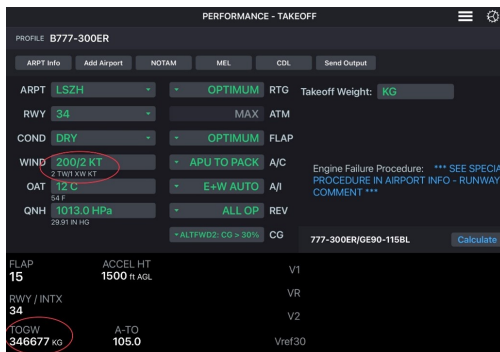 PERFORMANCE - TAKEOFF
PROFILE B777-300ER
ARPT Info Add Airport NOTAM MEL CDL Send Output
ARPT LSZH OPTIMUM RTG Takeoff Weight: KG
RWY 34 MAX ATM
COND DRY OPTIMUM FLAP
WIND 200/2 KT APU TO PACK A/C
2 TW/1 XW KT
Engine Failure Procedure: *** SEE SPECIA
PROCEDURE IN AIRPORT INFO - RUNWAY
COMMENT ***
OAT 12 C E+W AUTO A/I
54 F
QNH 1013.0 HPa ALL OP REV
29.91 IN HG
ALTFWD2: CG > 30% CG
777-300ER/GE90-115BL Calculate
FLAP ACCEL HT V1
15 1500 ft AGL
RWY / INTX VR
34 V2
TOGW A-TO
346677 KG 105.0 Vref30